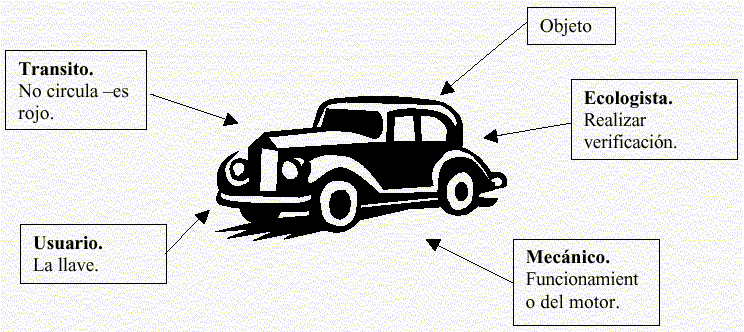 Objeto
Transito.
No circula –es
rojo.
Ecologista.
Realizar
verificación.
Usuario.
La llave.
Mecánico.
Funcionamient
o del motor.